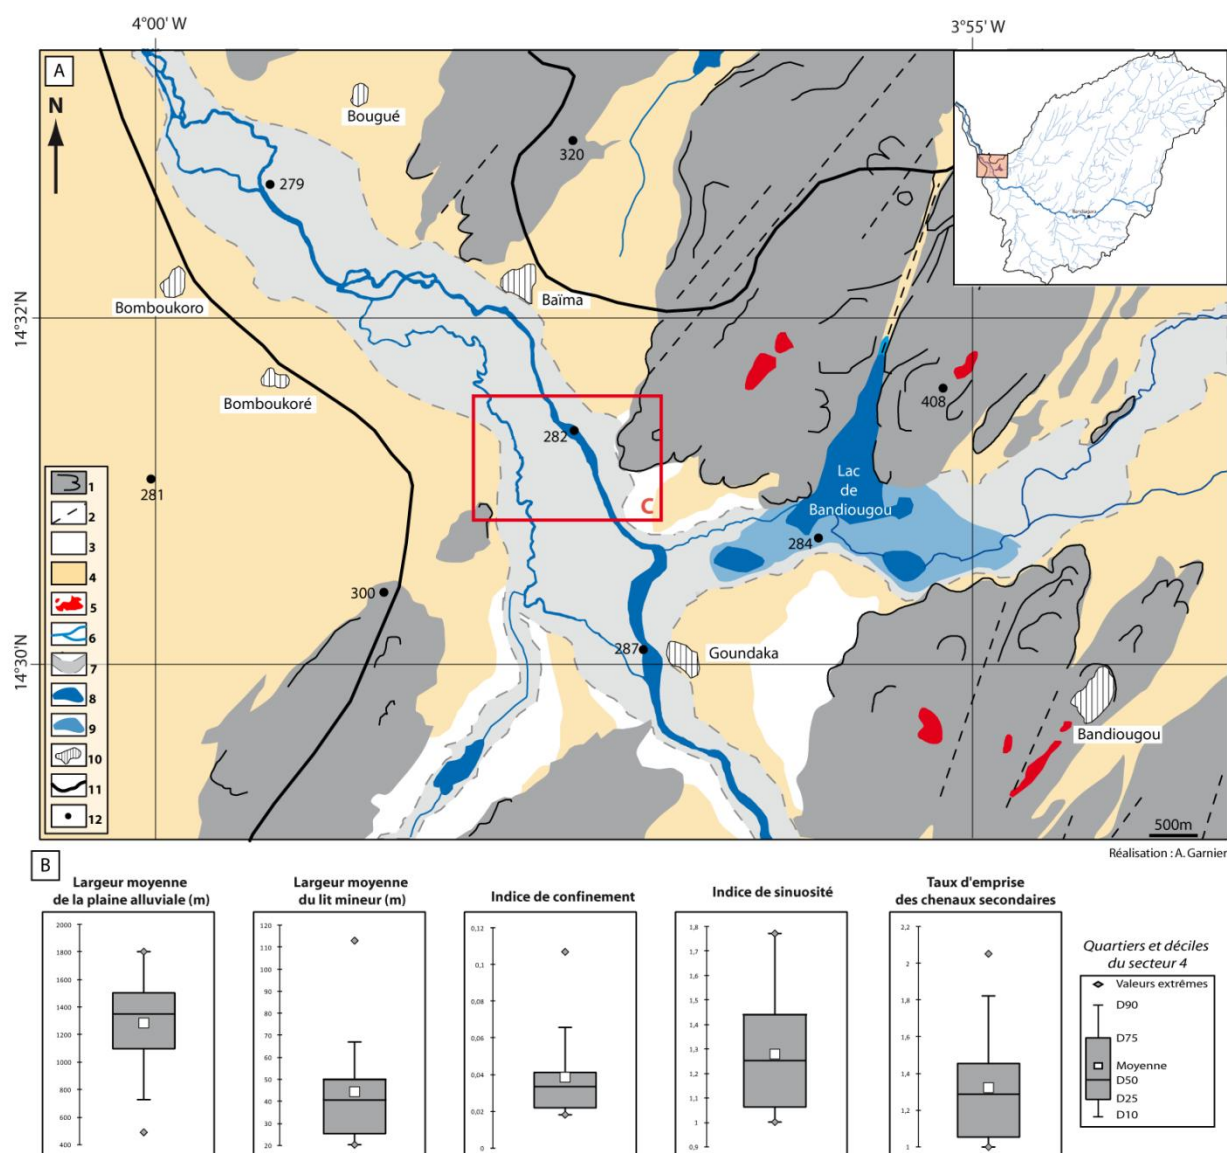 4°00' W
3°55' W
A
N
Bougué
320
279
Bandiagara
Bomboukoro
Baïma
14°32'N
Bomboukoré
408
282
281
C
Lac
de
Bandiougou
284
300
287
Goundaka
14°30'N
Bandiougou
1
2
3
4
5
6
7
8
9
10
11
12
500m
Réalisation : A. Garnier
B
Largeur moyenne
de la plaine alluviale (m)
2000
1800
1600
1400
1200
1000
800
600
400
Largeur moyenne
du lit mineur (m)
120
110
100
90
80
70
60
50
40
30
20
Indice de confinement
0,12
0,1
0,08
0,06
0,04
0,02
0
Indice de sinuosité
1,8
1,7
1,6
1,5
1,4
1,3
1,2
1,1
1
0,9
Taux d'emprise
des chenaux secondaires
2,2
2
1,8
1,6
1,4
1,2
1
Quartiers et déciles
du secteur 4
Valeurs extrêmes
D90
D75
Moyenne
D50
D25
D10